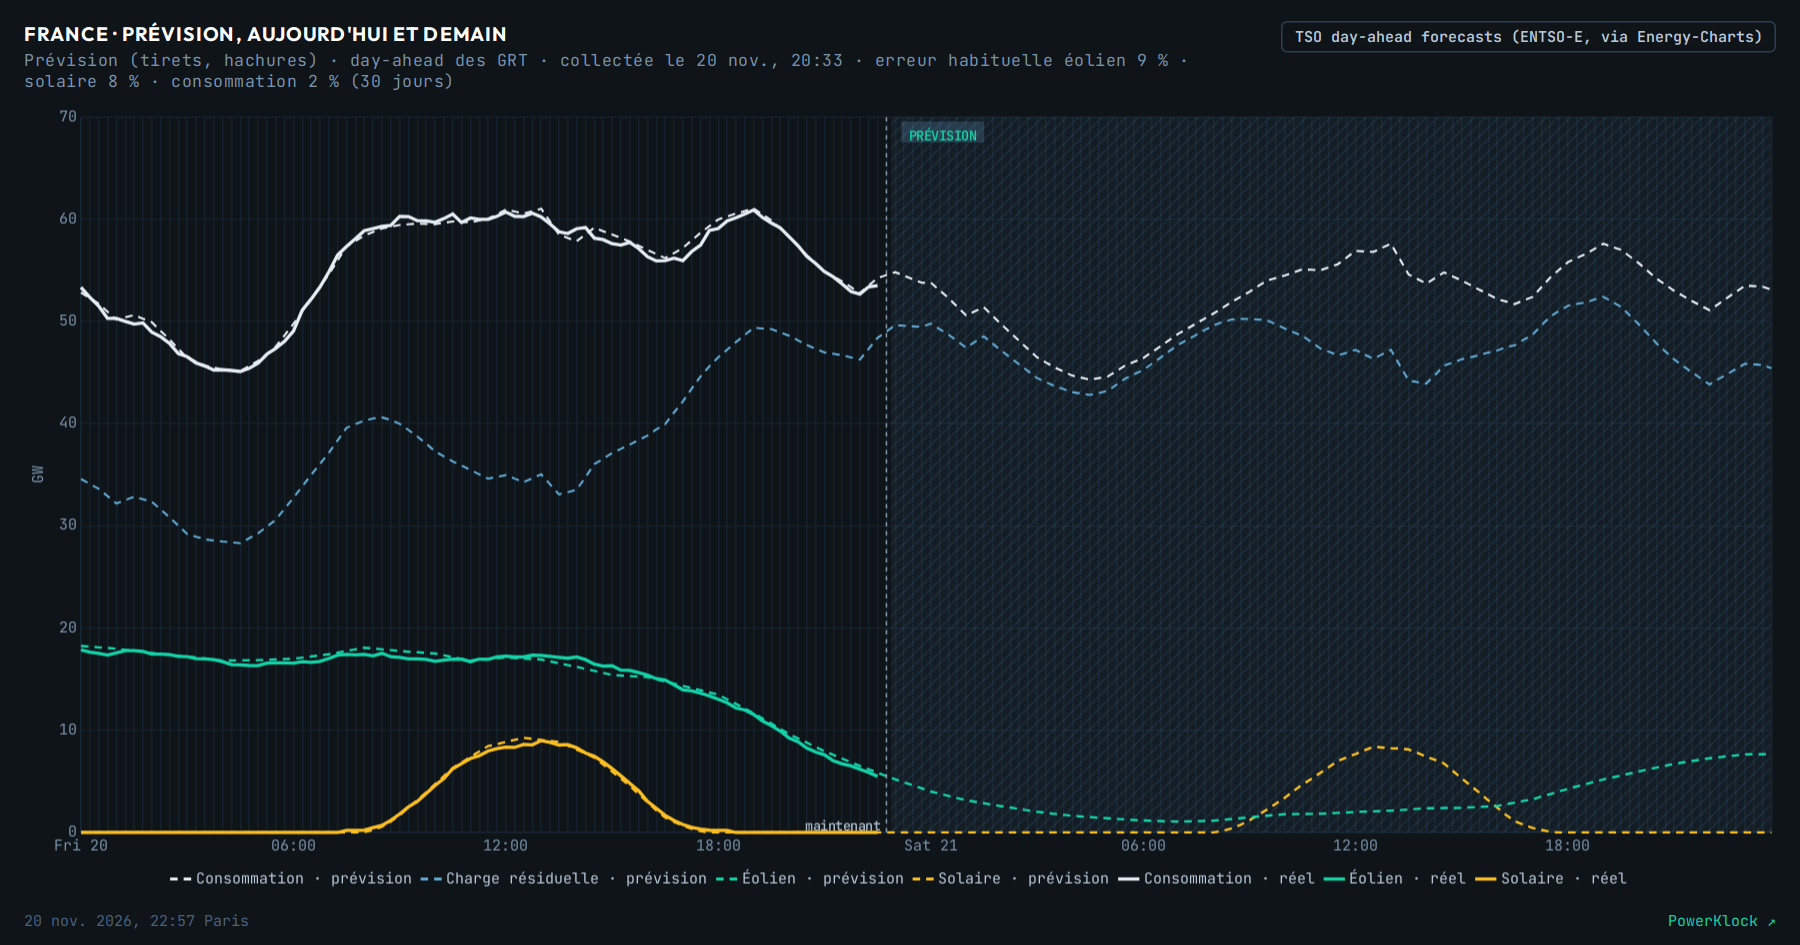 FRANCE · PRÉVISION, AUJOURD'HUI ET DEMAIN
TSO day-ahead forecasts (ENTSO-E, via Energy-Charts)
Prévision (tirets, hachures) · day-ahead des GRT · collectée le 20 nov., 20:33 · erreur habituelle éolien 9 % ·
solaire 8 % · consommation 2 % (30 jours)
70
PRÉVISION
60
50
40
GW
30
20
10
maintenant
0
Fri 20 06:00 12:00 18:00 Sat 21 06:00 12:00 18:00
Consommation · prévision Charge résiduelle · prévision Éolien · prévision Solaire · prévision Consommation · réel Éolien · réel Solaire · réel
20 nov. 2026, 22:57 Paris
PowerKlock ↗